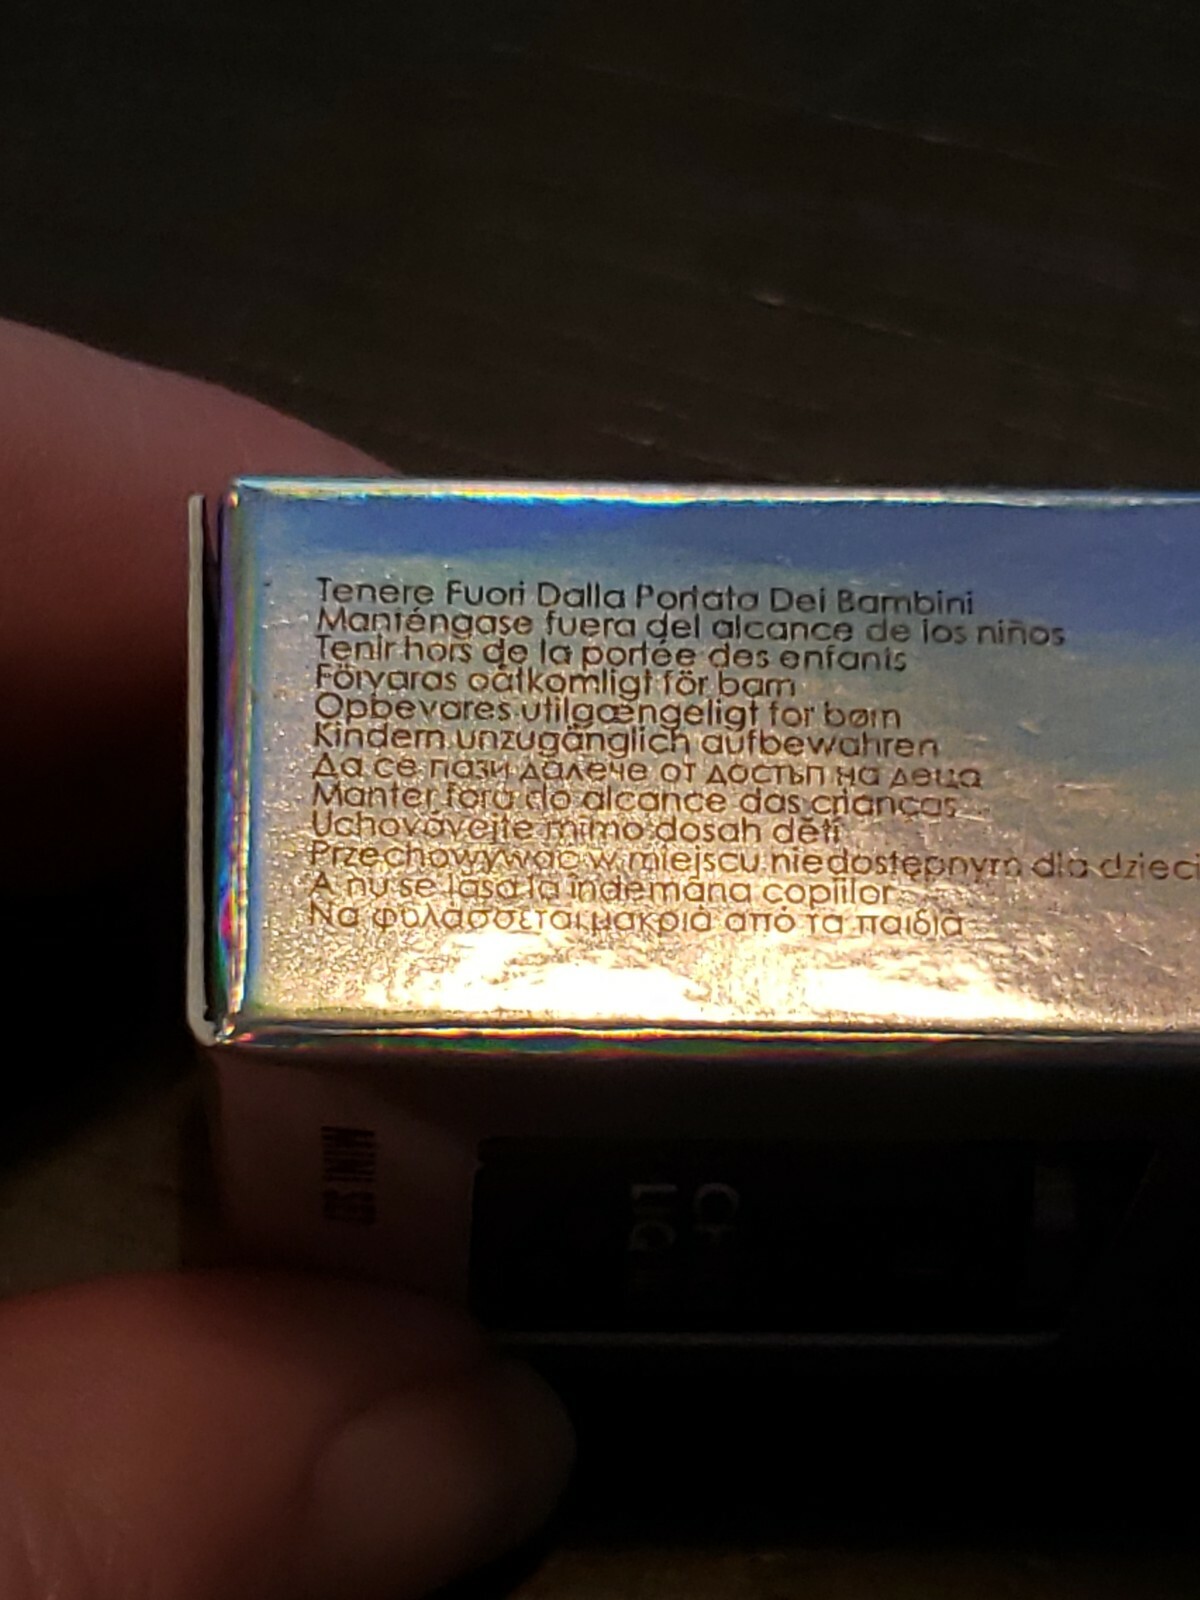 Tenere Fuori Dalla Portata Dei Bambini
Manténgase fuera del alcance de los niños
Tenir hors de la portée des enfants
Förvaras oåtkomligt för barn
Opbevares utilgængeligt for børn
Kindern unzugänglich aufbewahren
Да се пази далече от достъп на деца
Manter fora do alcance das crianças
Uchovávejte mimo dosah dětí
Przechowywać w miejscu niedostępnym dla dzieci
A nu se lăsa la îndemâna copiilor
Να φυλάσσεται μακριά από τα παιδιά